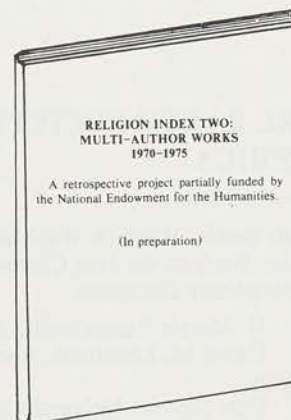 RELIGION INDEX TWO:
MULTI-AUTHOR WORKS
1970-1975
A retrospective project partially funded by
the National Endowment for the Humanities.
(In preparation)